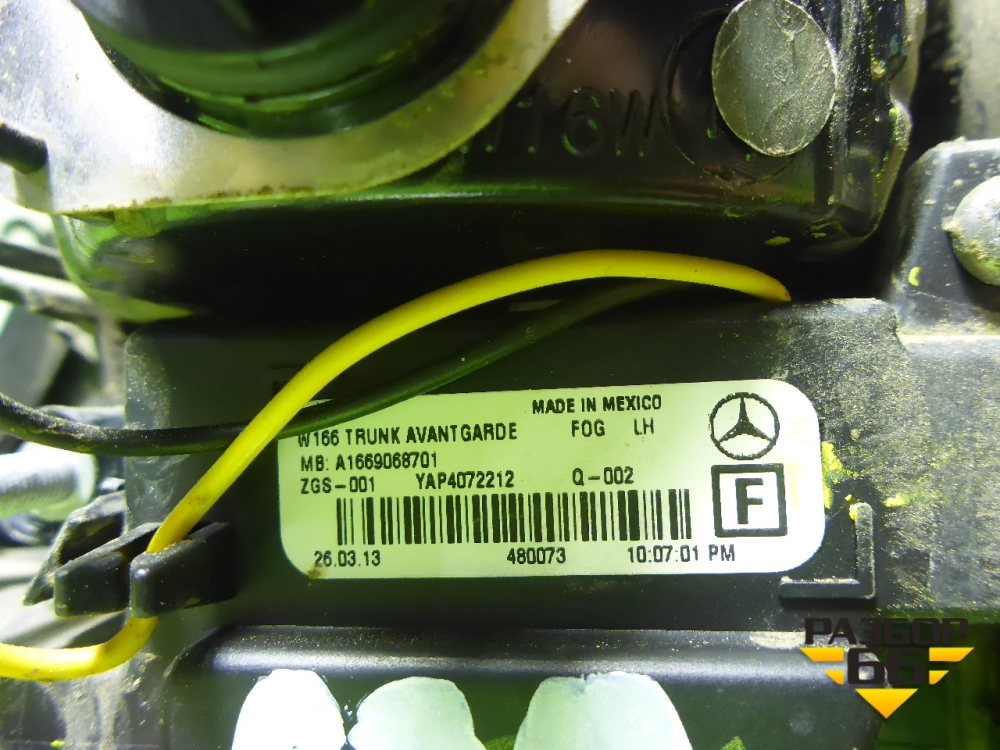 W16W
MADE IN MEXICO
W166 TRUNK AVANTGARDE FOG LH
MB: A1669068701
ZGS-001 YAP4072212 Q-002
F
26.03.13 480073 10:07:01 PM
РАЗБОР
66